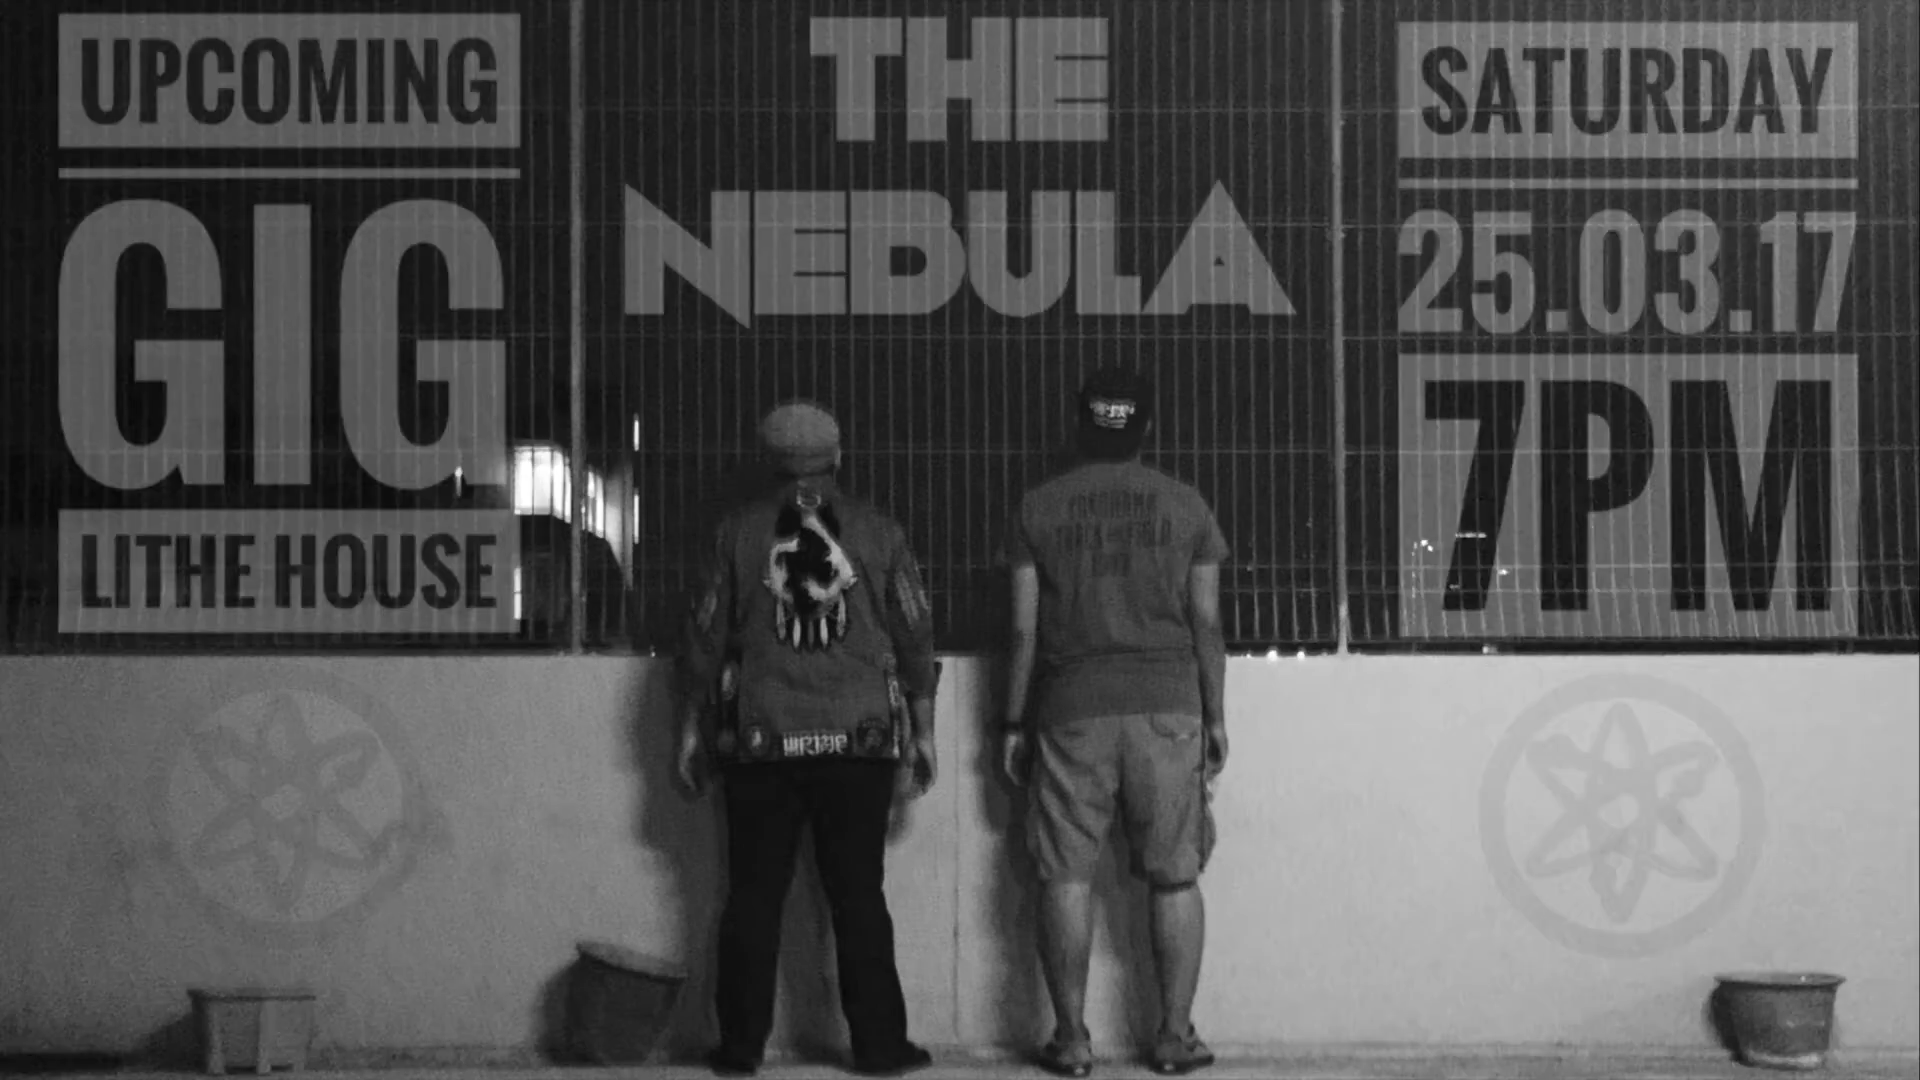 UPCOMING
GIG
LITHE HOUSE
THE
NEBULA
SATURDAY
25.03.17
7PM